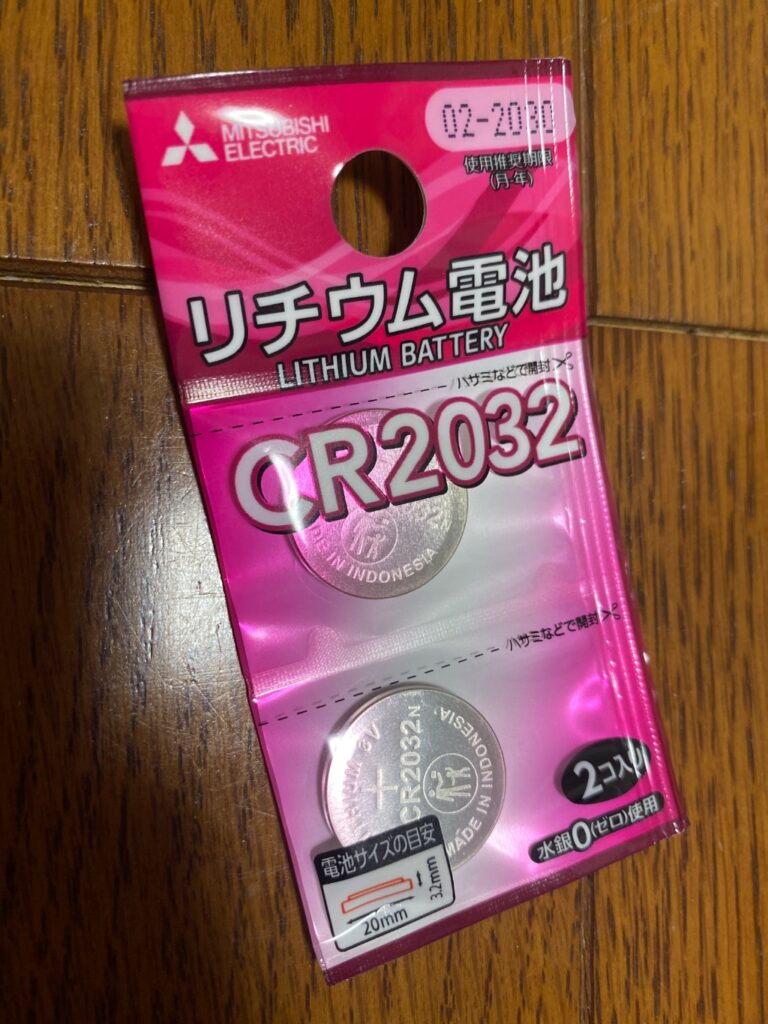 MITSUBISHI
ELECTRIC
02-2030
使用推奨期限
(月-年)
リチウム電池
LITHIUM BATTERY
ハサミなどで開封
CR2032
MADE IN INDONESIA
ハサミなどで開封
CR2032N
+
MADE IN INDONESIA
2コ入り
水銀0(ゼロ)使用
電池サイズの目安
3.2mm
20mm